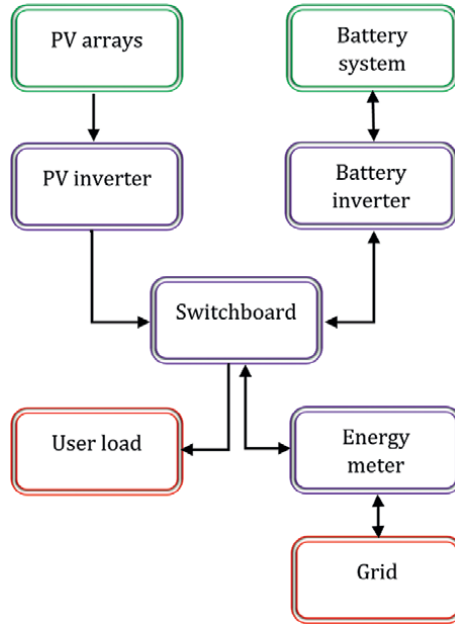 PV arrays
Battery
system
PV inverter
Battery
inverter
Switchboard
User load
Energy
meter
Grid